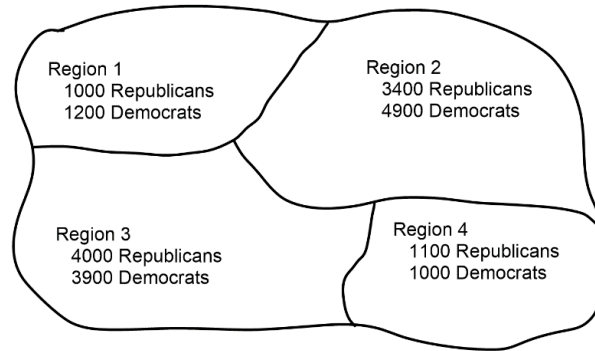 Region 1
1000 Republicans
1200 Democrats
Region 2
3400 Republicans
4900 Democrats
Region 3
4000 Republicans
3900 Democrats
Region 4
1100 Republicans
1000 Democrats